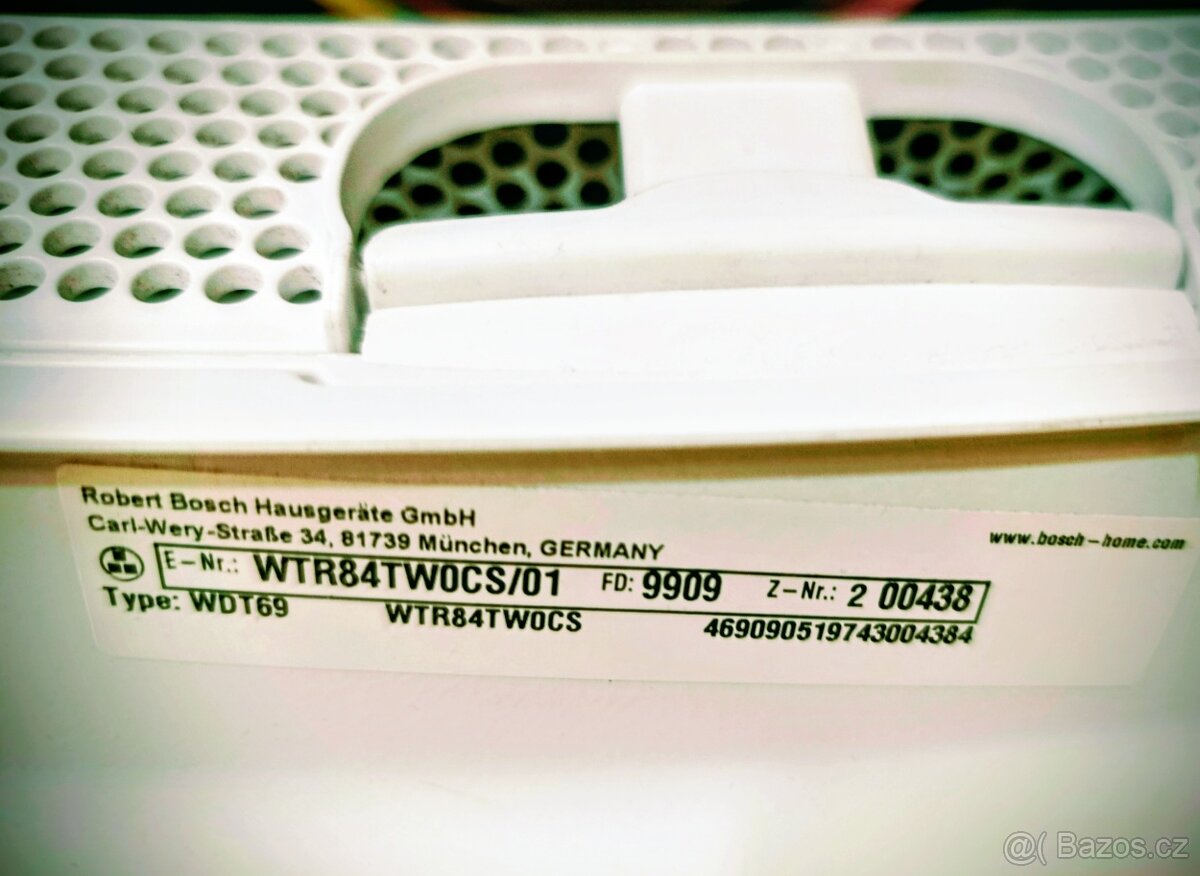 Robert Bosch Hausgeräte GmbH
Carl-Wery-Straße 34, 81739 München, GERMANY
www.bosch-home.com
E-Nr.: WTR84TW0CS/01 FD: 9909 Z-Nr.: 2 00438
Type: WDT69 WTR84TW0CS 469090519743004384
@( Bazos.cz